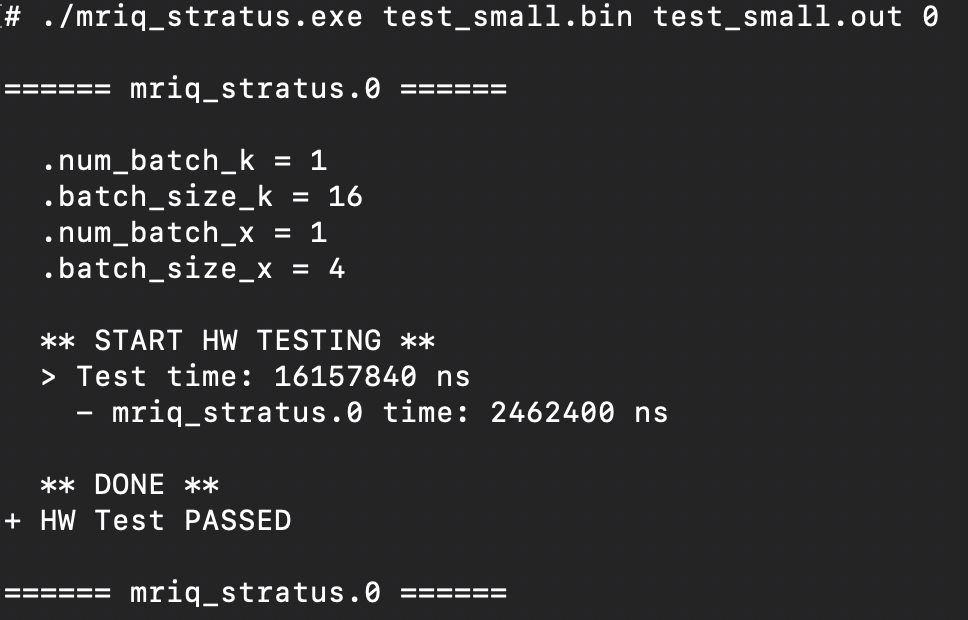 # ./mriq_stratus.exe test_small.bin test_small.out 0
====== mriq_stratus.0 ======
.num_batch_k = 1
.batch_size_k = 16
.num_batch_x = 1
.batch_size_x = 4
** START HW TESTING **
> Test time: 16157840 ns
- mriq_stratus.0 time: 2462400 ns
** DONE **
+ HW Test PASSED
====== mriq_stratus.0 ======